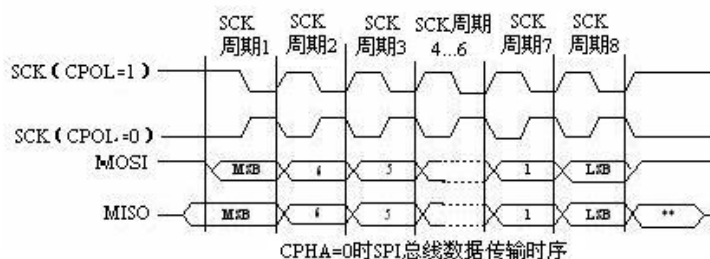 SCK 周期1 SCK 周期2 SCK 周期3 SCK周期 4...6 SCK 周期7 SCK 周期8
SCK(CPOL=1)
SCK(CPOL=0)
MOSI MSB 6 5 1 LSB
MISO MSB 6 5 1 LSB **
CPHA=0时SPI总线数据传输时序